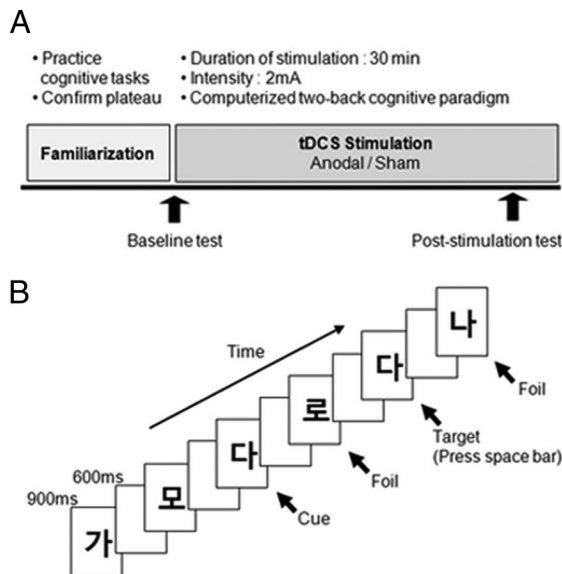 A
• Practice
cognitive tasks
• Confirm plateau
• Duration of stimulation : 30 min
• Intensity : 2mA
• Computerized two-back cognitive paradigm
Familiarization
tDCS Stimulation
Anodal / Sham
Baseline test
Post-stimulation test
B
Time
나
Foil
다
Target
(Press space bar)
로
Foil
다
Cue
모
600ms
900ms
가